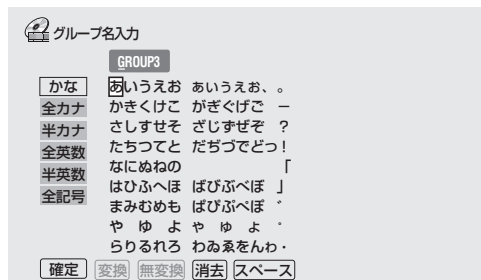 グループ名入力
GROUP3
かな あいうえお ぁぃぅぇぉ、。
全カナ かきくけこ がぎぐげご ー
半カナ さしすせそ ざじずぜぞ ?
全英数 たちつてと だぢづでどっ!
半英数 なにぬねの 「
全記号 はひふへほ ばびぶべぼ 」
まみむめも ぱぴぷぺぽ ゛
や ゆ よ ゃ ゅ ょ ゜
らりるれろ わゐゑをんゎ・
確定 変換 無変換 消去 スペース